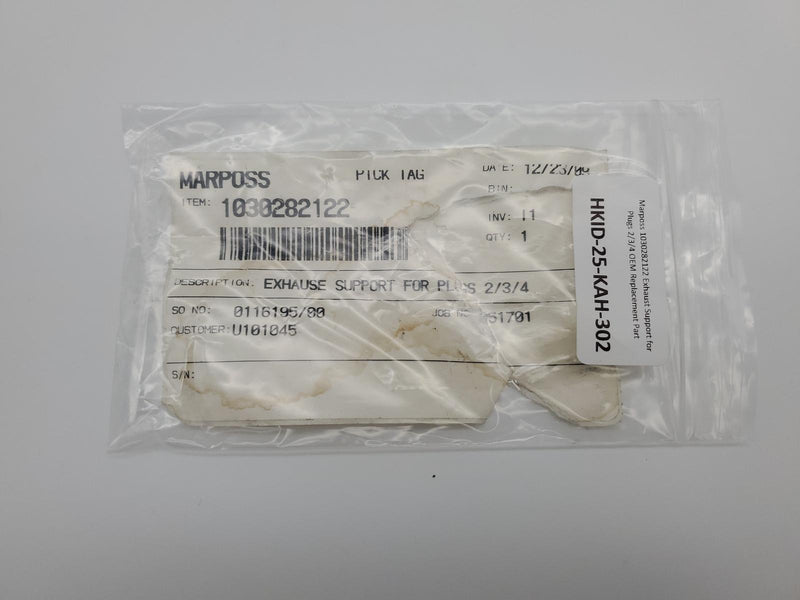 MARPOSS PICK TAG DATE: 12/23/09
ITEM: 1030282122 BIN:
INV: I1
QTY: 1
DESCRIPTION: EXHAUSE SUPPORT FOR PLUGS 2/3/4
SO NO: 0116195/00 JOB NO
CUSTOMER: U101045
S/N:
Marposs 1030282122 Exhaust Support for
Plugs 2/3/4 OEM Replacement Part
HKID-25-KAH-302